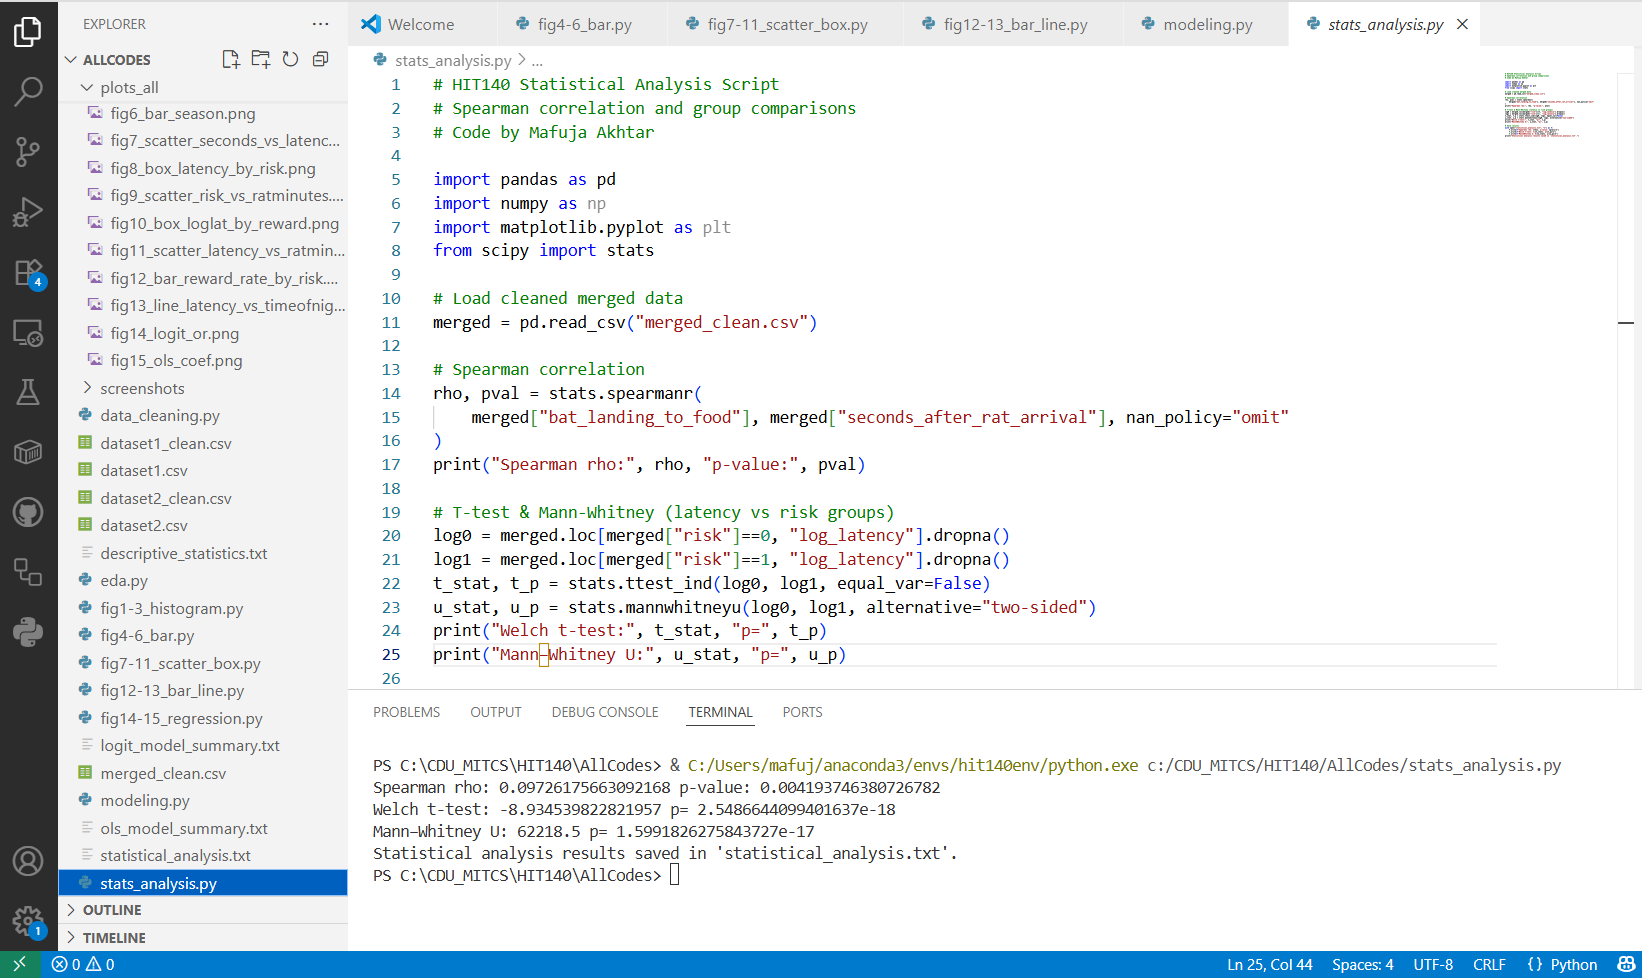 EXPLORER
ALLCODES
plots_all
fig6_bar_season.png
fig7_scatter_seconds_vs_latenc...
fig8_box_latency_by_risk.png
fig9_scatter_risk_vs_ratminutes....
fig10_box_loglat_by_reward.png
fig11_scatter_latency_vs_ratmin...
fig12_bar_reward_rate_by_risk....
fig13_line_latency_vs_timeofnig...
fig14_logit_or.png
fig15_ols_coef.png
screenshots
data_cleaning.py
dataset1_clean.csv
dataset1.csv
dataset2_clean.csv
dataset2.csv
descriptive_statistics.txt
eda.py
fig1-3_histogram.py
fig4-6_bar.py
fig7-11_scatter_box.py
fig12-13_bar_line.py
fig14-15_regression.py
logit_model_summary.txt
merged_clean.csv
modeling.py
ols_model_summary.txt
statistical_analysis.txt
stats_analysis.py
OUTLINE
TIMELINE
4
1
Welcome fig4-6_bar.py fig7-11_scatter_box.py fig12-13_bar_line.py modeling.py stats_analysis.py
stats_analysis.py > ...
1 # HIT140 Statistical Analysis Script
2 # Spearman correlation and group comparisons
3 # Code by Mafuja Akhtar
4
5 import pandas as pd
6 import numpy as np
7 import matplotlib.pyplot as plt
8 from scipy import stats
9
10 # Load cleaned merged data
11 merged = pd.read_csv("merged_clean.csv")
12
13 # Spearman correlation
14 rho, pval = stats.spearmanr(
15 merged["bat_landing_to_food"], merged["seconds_after_rat_arrival"], nan_policy="omit"
16 )
17 print("Spearman rho:", rho, "p-value:", pval)
18
19 # T-test & Mann-Whitney (latency vs risk groups)
20 log0 = merged.loc[merged["risk"]==0, "log_latency"].dropna()
21 log1 = merged.loc[merged["risk"]==1, "log_latency"].dropna()
22 t_stat, t_p = stats.ttest_ind(log0, log1, equal_var=False)
23 u_stat, u_p = stats.mannwhitneyu(log0, log1, alternative="two-sided")
24 print("Welch t-test:", t_stat, "p=", t_p)
25 print("Mann–Whitney U:", u_stat, "p=", u_p)
26
PROBLEMS OUTPUT DEBUG CONSOLE TERMINAL PORTS
PS C:\CDU_MITCS\HIT140\AllCodes> & C:/Users/mafuj/anaconda3/envs/hit140env/python.exe c:/CDU_MITCS/HIT140/AllCodes/stats_analysis.py
Spearman rho: 0.09726175663092168 p-value: 0.004193746380726782
Welch t-test: -8.934539822821957 p= 2.5486644099401637e-18
Mann–Whitney U: 62218.5 p= 1.5991826275843727e-17
Statistical analysis results saved in 'statistical_analysis.txt'.
PS C:\CDU_MITCS\HIT140\AllCodes>
0 0 Ln 25, Col 44 Spaces: 4 UTF-8 CRLF {} Python